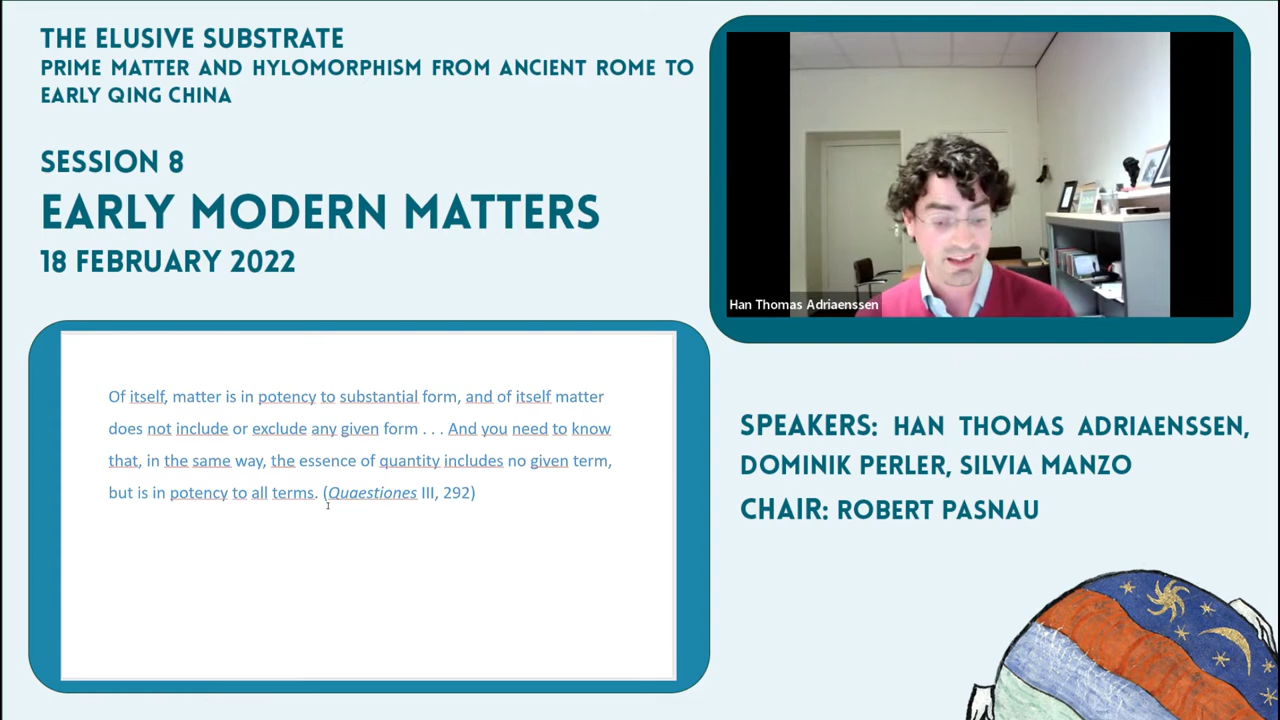 THE ELUSIVE SUBSTRATE
PRIME MATTER AND HYLOMORPHISM FROM ANCIENT ROME TO
EARLY QING CHINA
SESSION 8
EARLY MODERN MATTERS
18 FEBRUARY 2022
Han Thomas Adriaenssen
Of itself, matter is in potency to substantial form, and of itself matter
does not include or exclude any given form . . . And you need to know
that, in the same way, the essence of quantity includes no given term,
but is in potency to all terms. (Quaestiones III, 292)
SPEAKERS: HAN THOMAS ADRIAENSSEN,
DOMINIK PERLER, SILVIA MANZO
CHAIR: ROBERT PASNAU